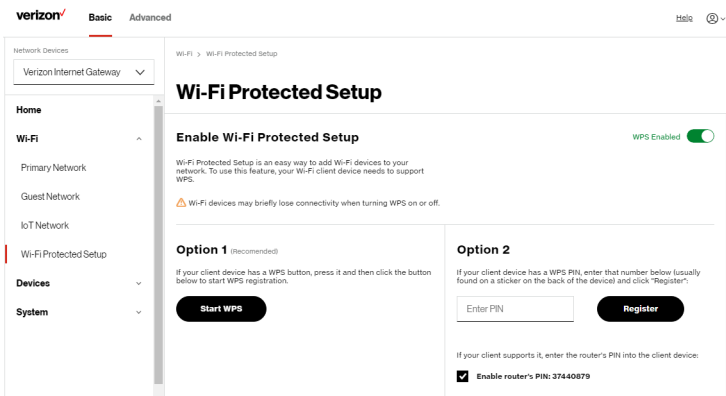 verizon
Basic
Advanced
Help
Network Devices
Verizon Internet Gateway
Home
Wi-Fi
Primary Network
Guest Network
IoT Network
Wi-Fi Protected Setup
Devices
System
Wi-Fi > Wi-Fi Protected Setup
Wi-Fi Protected Setup
Enable Wi-Fi Protected Setup
WPS Enabled
Wi-Fi Protected Setup is an easy way to add Wi-Fi devices to your
network. To use this feature, your Wi-Fi client device needs to support
WPS.
Wi-Fi devices may briefly lose connectivity when turning WPS on or off.
Option 1 (Recomended)
If your client device has a WPS button, press it and then click the button
below to start WPS registration.
Start WPS
Option 2
If your client device has a WPS PIN, enter that number below (usually
found on a sticker on the back of the device) and click "Register":
Enter PIN
Register
If your client supports it, enter the router's PIN into the client device:
Enable router's PIN: 37440879